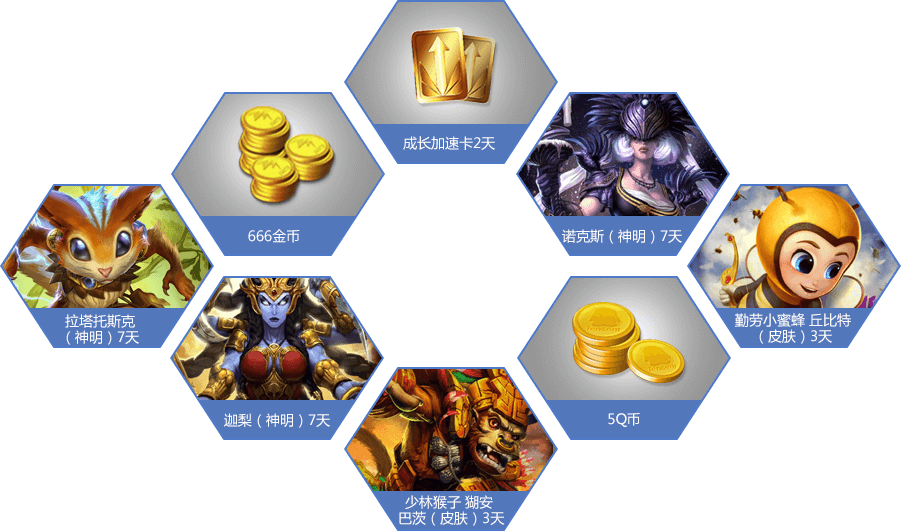 成长加速卡2天
666金币
诺克斯（神明）7天
拉塔托斯克
（神明）7天
勤劳小蜜蜂 丘比特
（皮肤）3天
迦梨（神明）7天
5Q币
少林猴子 猢安
巴茨（皮肤）3天